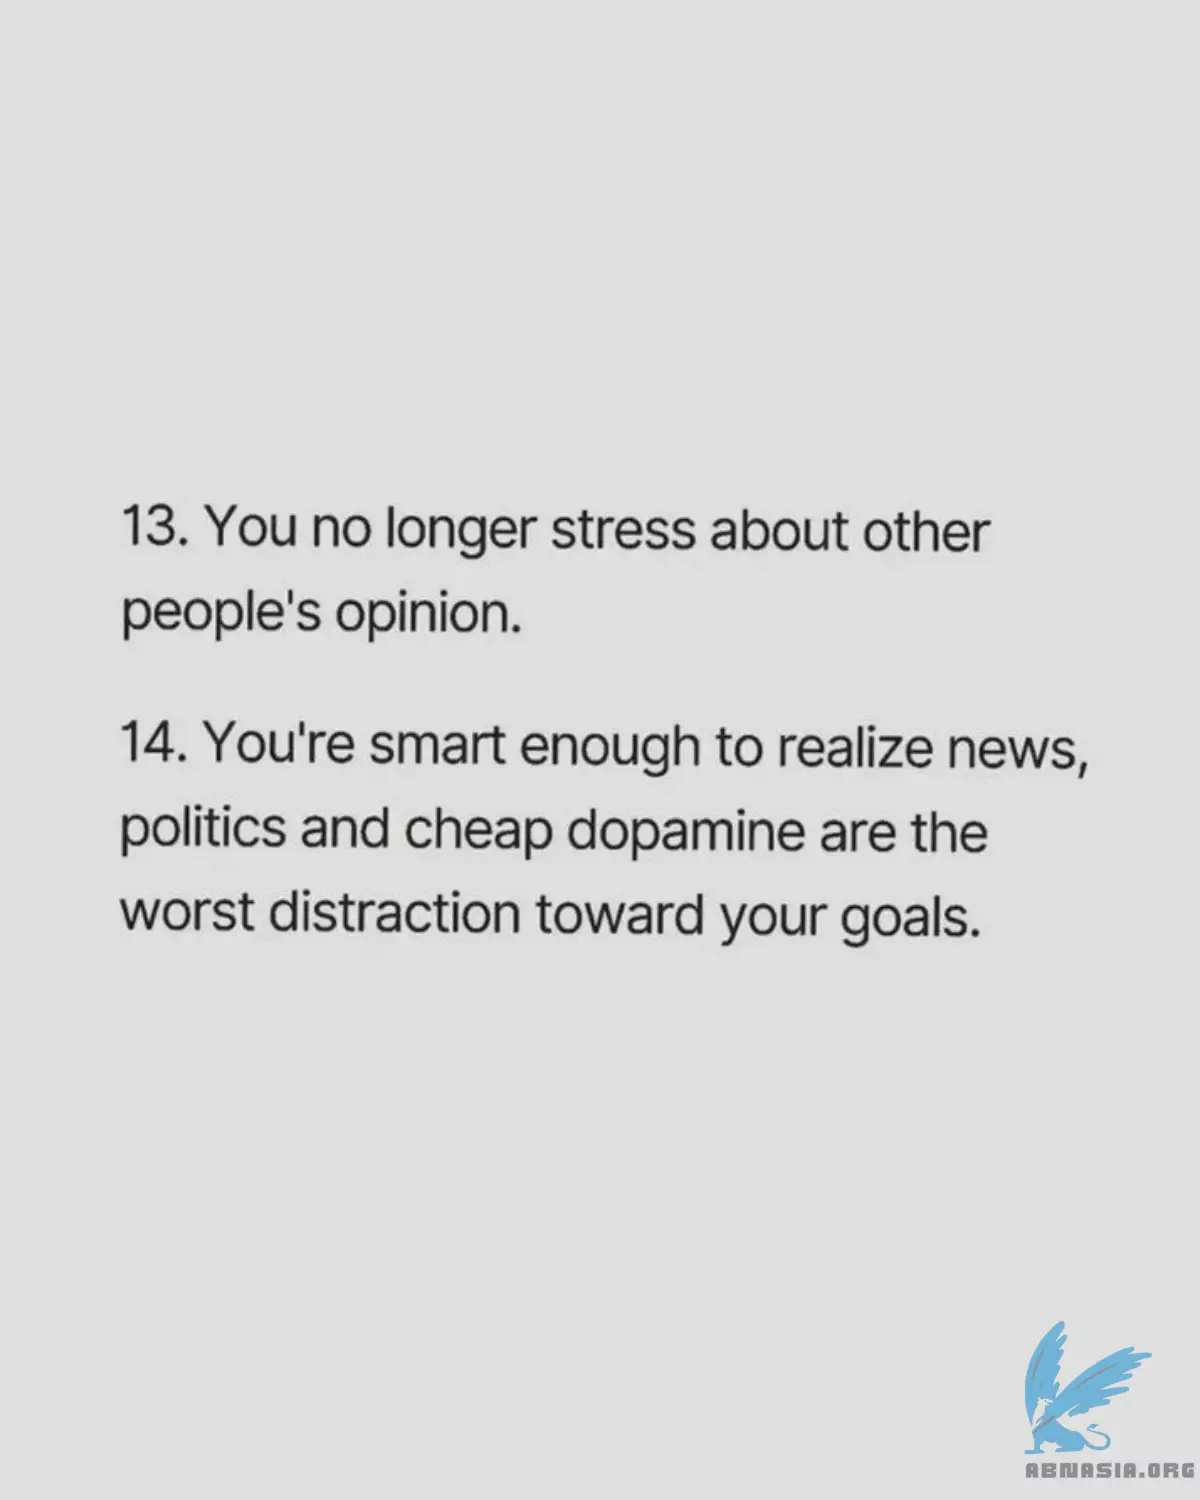 13. You no longer stress about other
people's opinion.
14. You're smart enough to realize news,
politics and cheap dopamine are the
worst distraction toward your goals.
ABNASIA.ORG